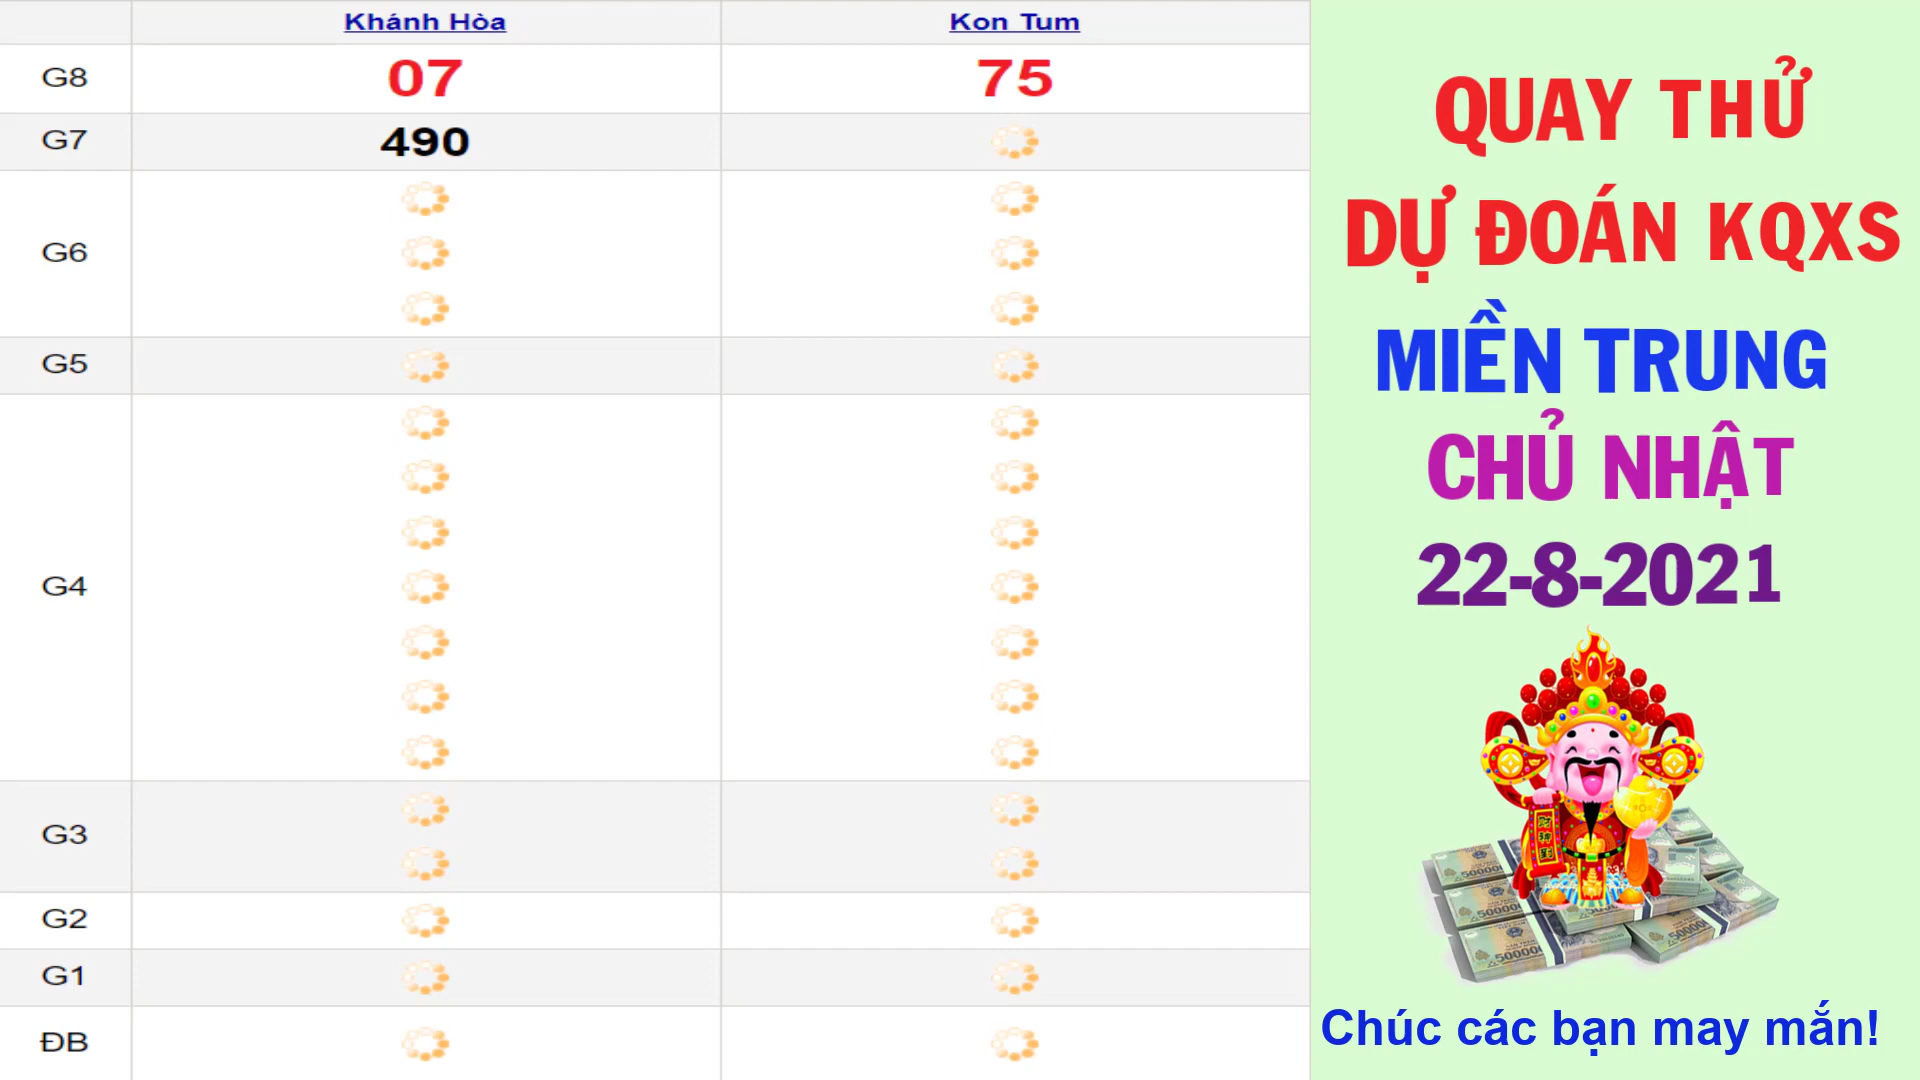 Khánh Hòa Kon Tum
G8 07 75
G7 490
G6
G5
G4
G3
G2
G1
ĐB
QUAY THỬ
DỰ ĐOÁN KQXS
MIỀN TRUNG
CHỦ NHẬT
22-8-2021
Chúc các bạn may mắn!